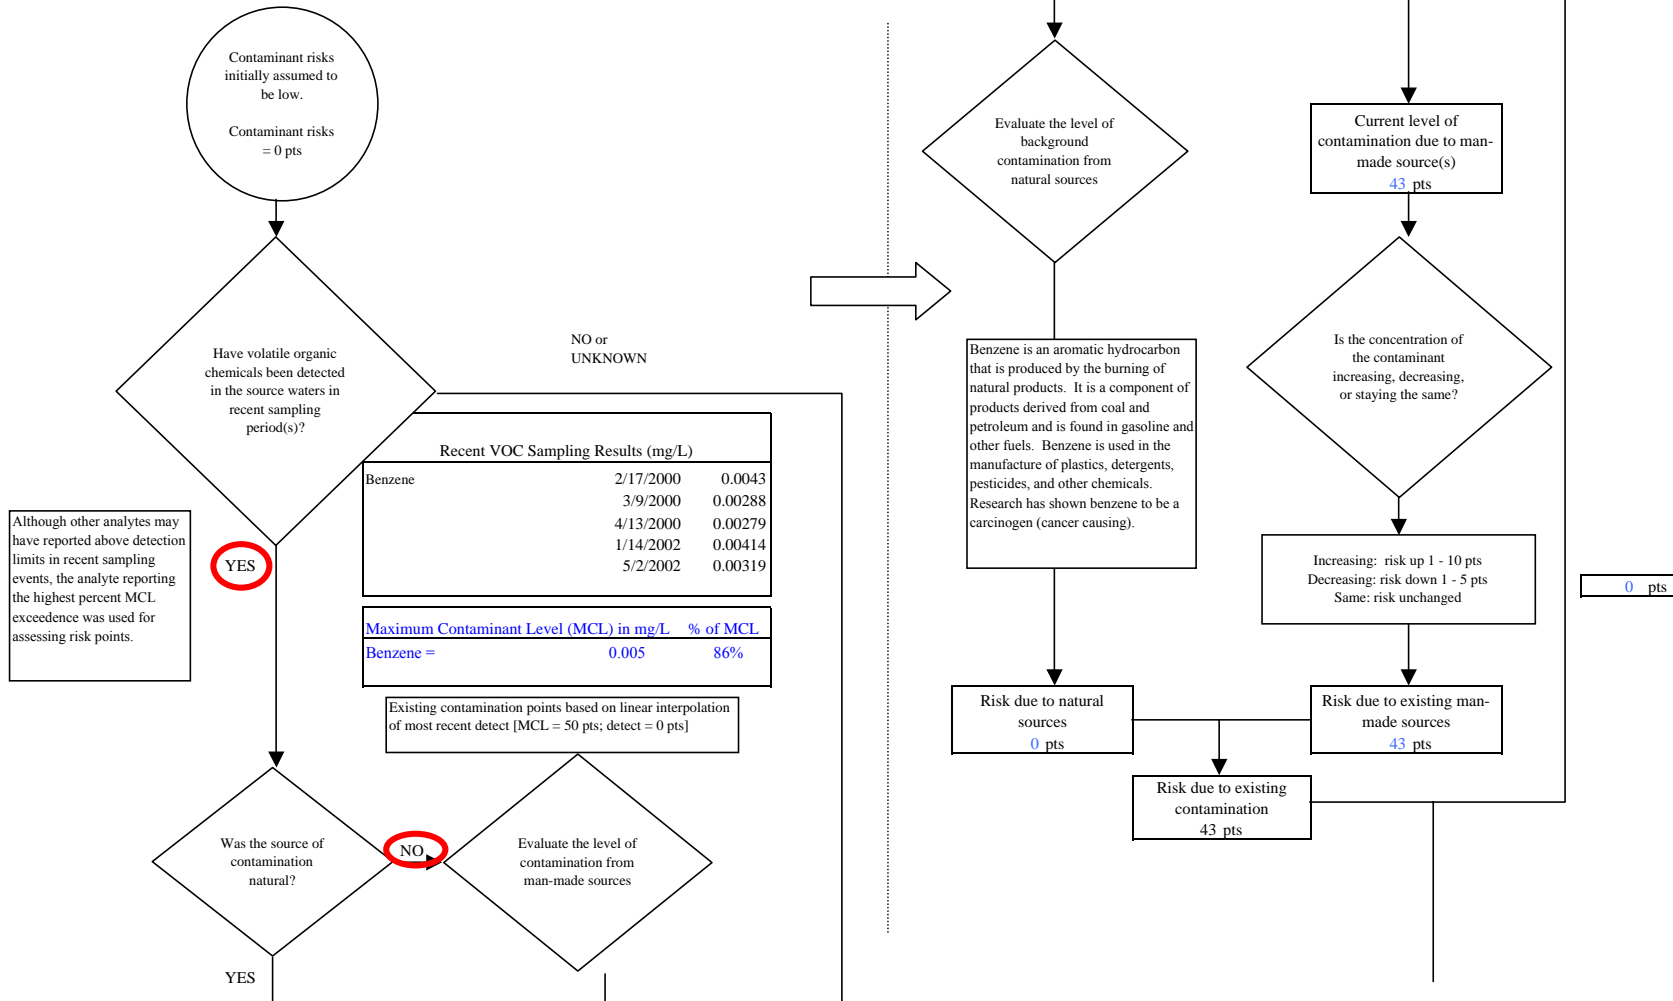 Contaminant risks
initially assumed to
be low.
Contaminant risks
= 0 pts
Have volatile organic
chemicals been detected
in the source waters in
recent sampling
period(s)?
NO or
UNKNOWN
Recent VOC Sampling Results (mg/L)
Benzene 2/17/2000 0.0043
3/9/2000 0.00288
4/13/2000 0.00279
1/14/2002 0.00414
5/2/2002 0.00319
Although other analytes may
have reported above detection
limits in recent sampling
events, the analyte reporting
the highest percent MCL
exceedence was used for
assessing risk points.
YES
Maximum Contaminant Level (MCL) in mg/L % of MCL
Benzene = 0.005 86%
Existing contamination points based on linear interpolation
of most recent detect [MCL = 50 pts; detect = 0 pts]
Was the source of
contamination
natural?
NO
Evaluate the level of
contamination from
man-made sources
YES
Evaluate the level of
background
contamination from
natural sources
Benzene is an aromatic hydrocarbon
that is produced by the burning of
natural products. It is a component of
products derived from coal and
petroleum and is found in gasoline and
other fuels. Benzene is used in the
manufacture of plastics, detergents,
pesticides, and other chemicals.
Research has shown benzene to be a
carcinogen (cancer causing).
Current level of
contamination due to man-
made source(s)
43 pts
Is the concentration of
the contaminant
increasing, decreasing,
or staying the same?
Increasing: risk up 1 - 10 pts
Decreasing: risk down 1 - 5 pts
Same: risk unchanged
0 pts
Risk due to natural
sources
0 pts
Risk due to existing man-
made sources
43 pts
Risk due to existing
contamination
43 pts